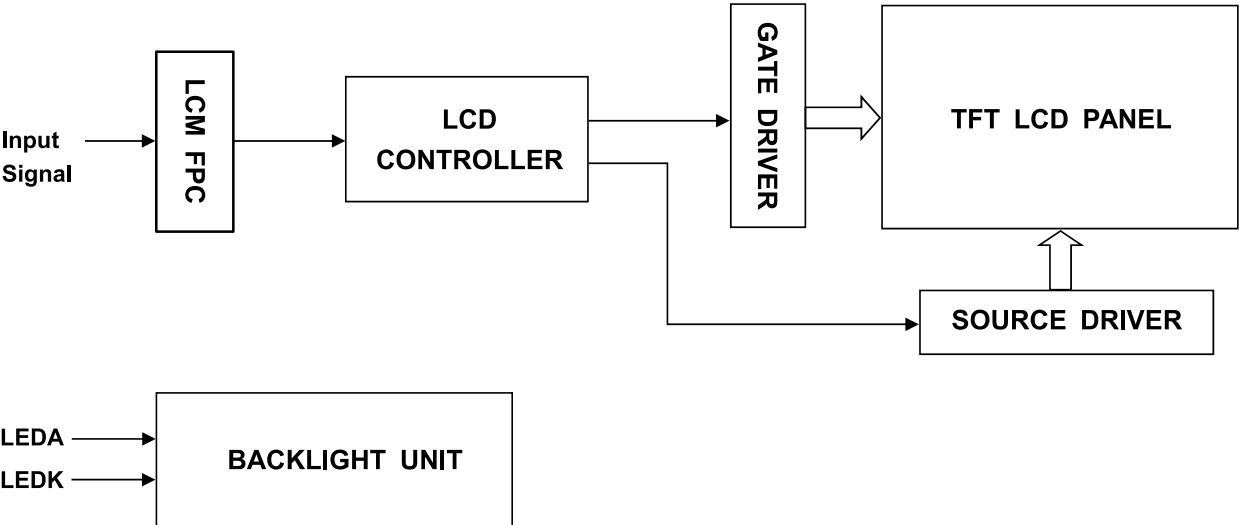 Input
Signal
LCM FPC
LCD
CONTROLLER
GATE DRIVER
TFT LCD PANEL
SOURCE DRIVER
LEDA
LEDK
BACKLIGHT UNIT